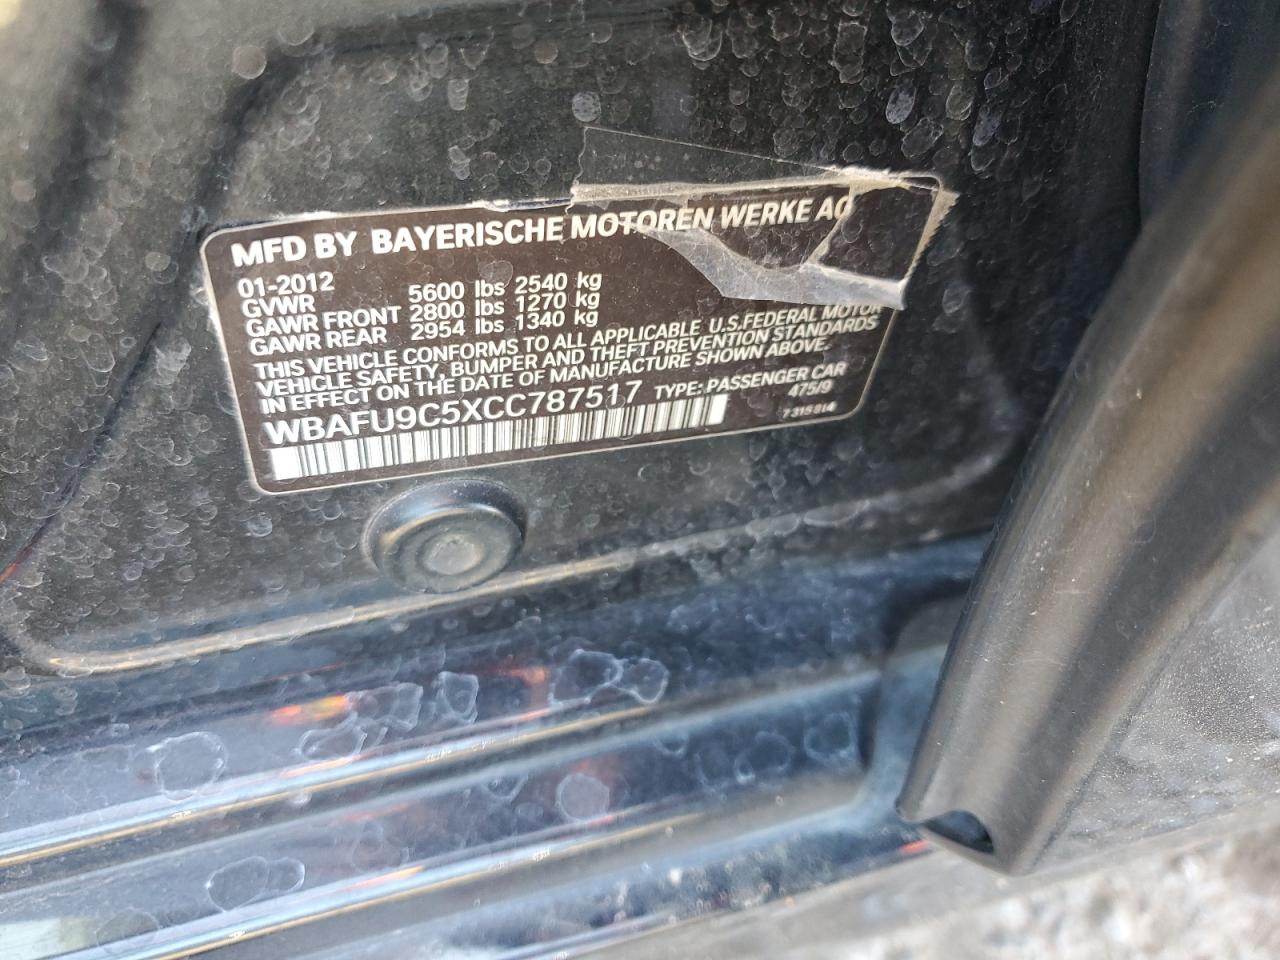 MFD BY BAYERISCHE MOTOREN WERKE AG
01-2012
GVWR 5600 lbs 2540 kg
GAWR FRONT 2800 lbs 1270 kg
GAWR REAR 2954 lbs 1340 kg
THIS VEHICLE CONFORMS TO ALL APPLICABLE U.S.FEDERAL MOTOR
VEHICLE SAFETY, BUMPER AND THEFT PREVENTION STANDARDS
IN EFFECT ON THE DATE OF MANUFACTURE SHOWN ABOVE.
WBAFU9C5XCC787517 TYPE: PASSENGER CAR
475/9
7315814